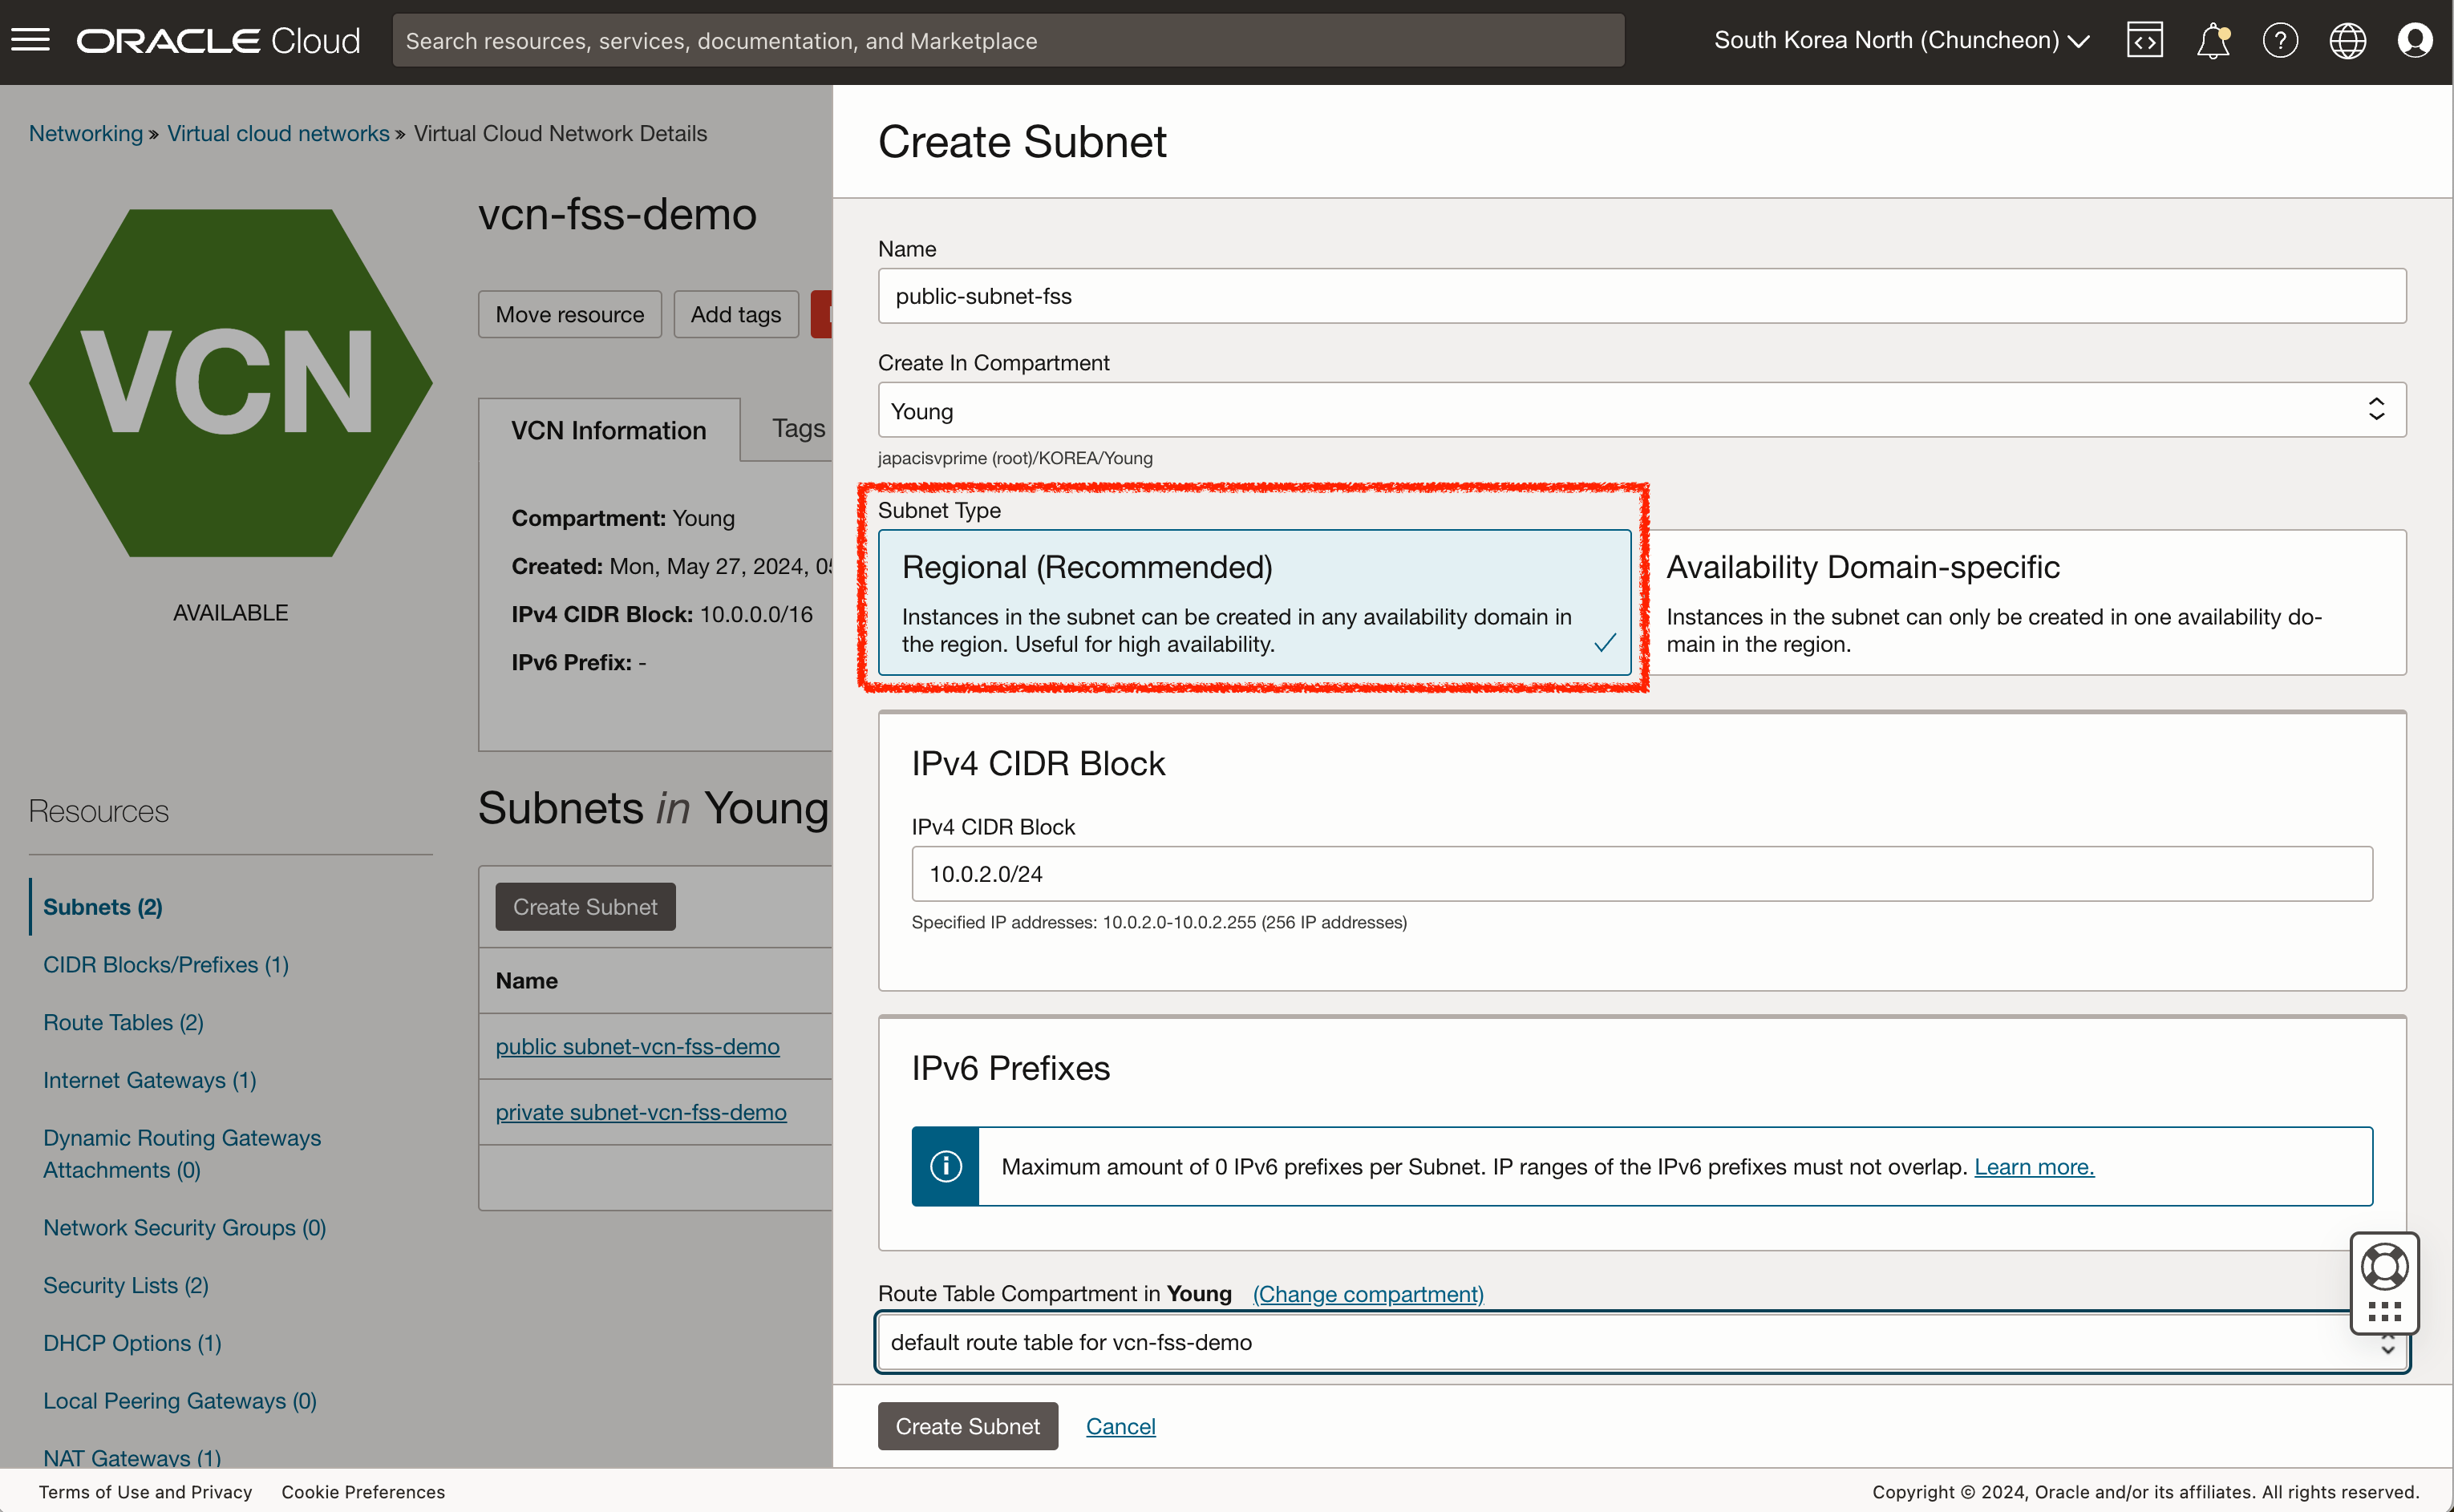 ORACLE Cloud
Search resources, services, documentation, and Marketplace
South Korea North (Chuncheon)
Networking » Virtual cloud networks » Virtual Cloud Network Details
VCN
AVAILABLE
vcn-fss-demo
Move resource
Add tags
VCN Information
Tags
Compartment: Young
Created: Mon, May 27, 2024, 05
IPv4 CIDR Block: 10.0.0.0/16
IPv6 Prefix: -
Resources
Subnets (2)
CIDR Blocks/Prefixes (1)
Route Tables (2)
Internet Gateways (1)
Dynamic Routing Gateways
Attachments (0)
Network Security Groups (0)
Security Lists (2)
DHCP Options (1)
Local Peering Gateways (0)
NAT Gateways (1)
Subnets in Young
Create Subnet
Name
public subnet-vcn-fss-demo
private subnet-vcn-fss-demo
Create Subnet
Name
public-subnet-fss
Create In Compartment
Young
japacisvprime (root)/KOREA/Young
Subnet Type
Regional (Recommended)
Instances in the subnet can be created in any availability domain in
the region. Useful for high availability.
Availability Domain-specific
Instances in the subnet can only be created in one availability do-
main in the region.
IPv4 CIDR Block
IPv4 CIDR Block
10.0.2.0/24
Specified IP addresses: 10.0.2.0-10.0.2.255 (256 IP addresses)
IPv6 Prefixes
Maximum amount of 0 IPv6 prefixes per Subnet. IP ranges of the IPv6 prefixes must not overlap. Learn more.
Route Table Compartment in Young (Change compartment)
default route table for vcn-fss-demo
Create Subnet
Cancel
Terms of Use and Privacy
Cookie Preferences
Copyright © 2024, Oracle and/or its affiliates. All rights reserved.